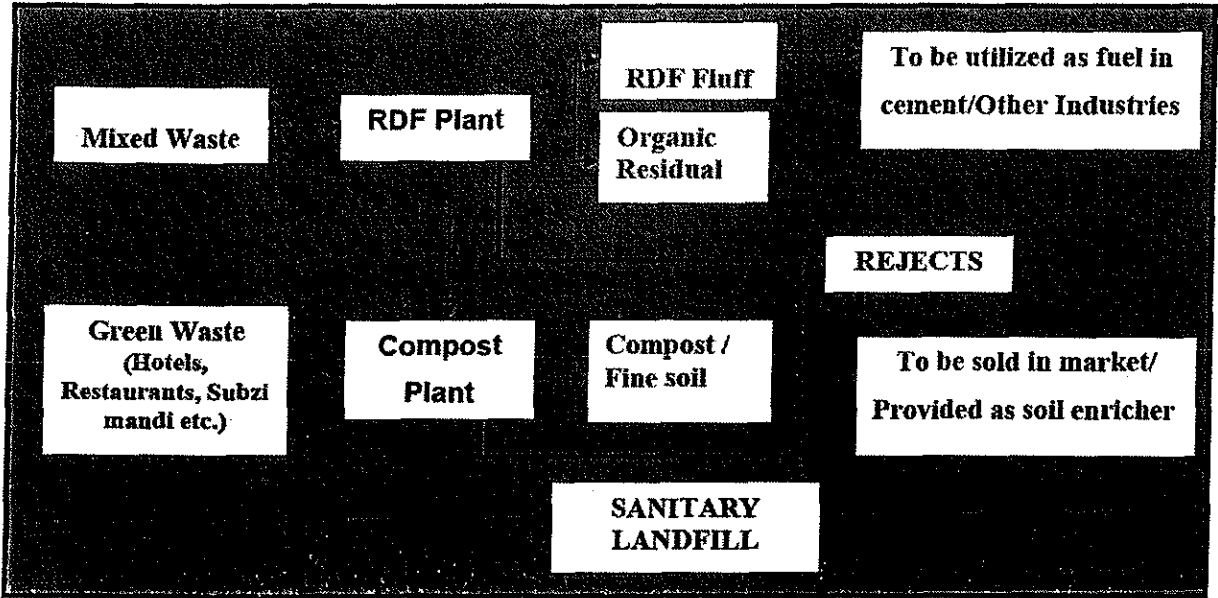 Mixed Waste
RDF Plant
RDF Fluff
Organic
Residual
To be utilized as fuel in
cement/Other Industries
REJECTS
Green Waste
(Hotels,
Restaurants, Subzi
mandi etc.)
Compost
Plant
Compost /
Fine soil
To be sold in market/
Provided as soil enricher
SANITARY
LANDFILL